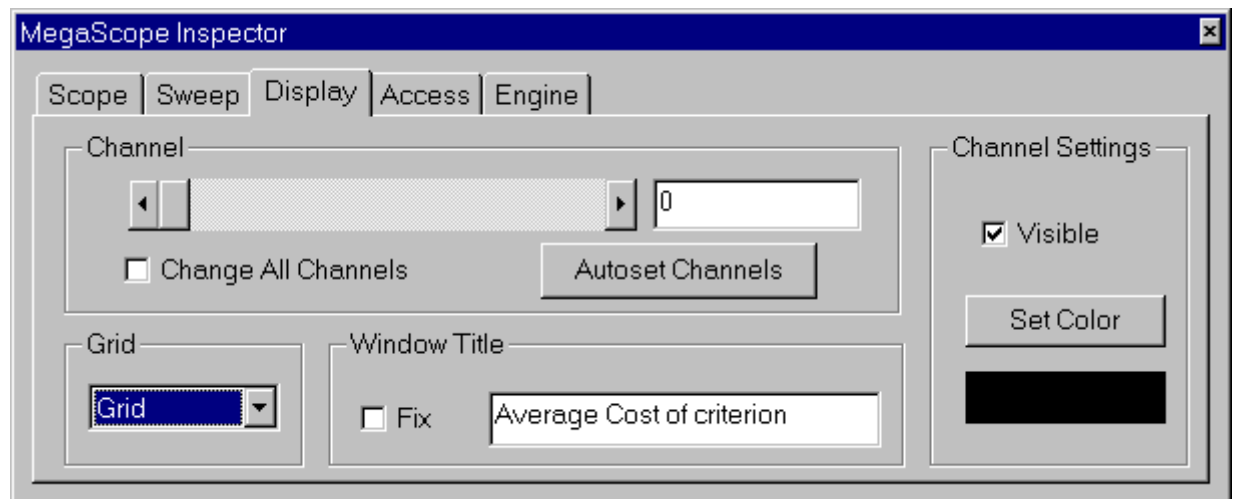 MegaScope Inspector
Scope Sweep Display Access Engine
Channel
0
Change All Channels
Autoset Channels
Channel Settings
Visible
Set Color
Grid
Grid
Window Title
Fix
Average Cost of criterion